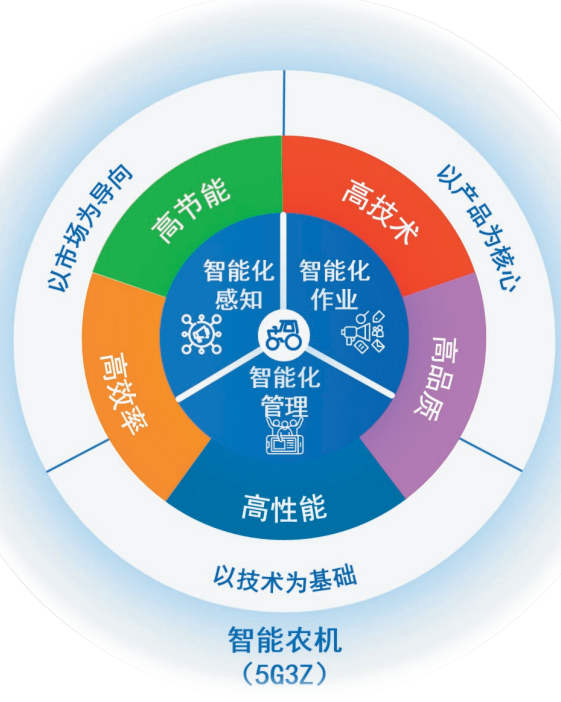 以市场为导向
以产品为核心
高节能
高技术
智能化
感知
智能化
作业
高效率
高品质
智能化
管理
高性能
以技术为基础
智能农机
（5G3Z）